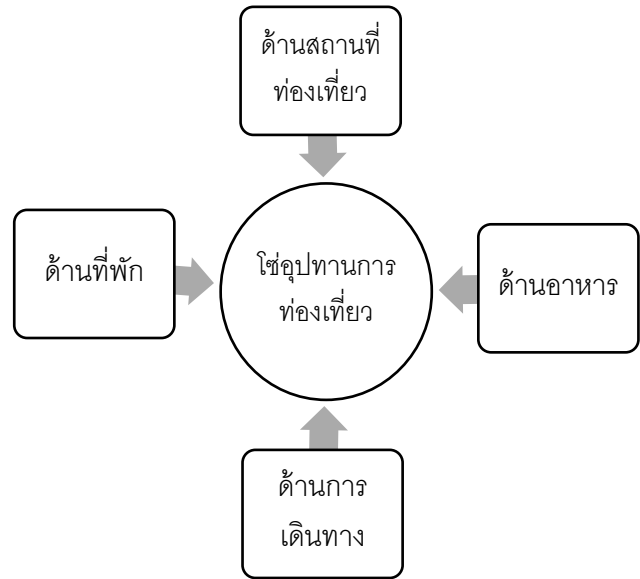 ด้านสถานที่
ท่องเที่ยว
ด้านที่พัก
โซ่อุปทานการ
ท่องเที่ยว
ด้านอาหาร
ด้านการ
เดินทาง